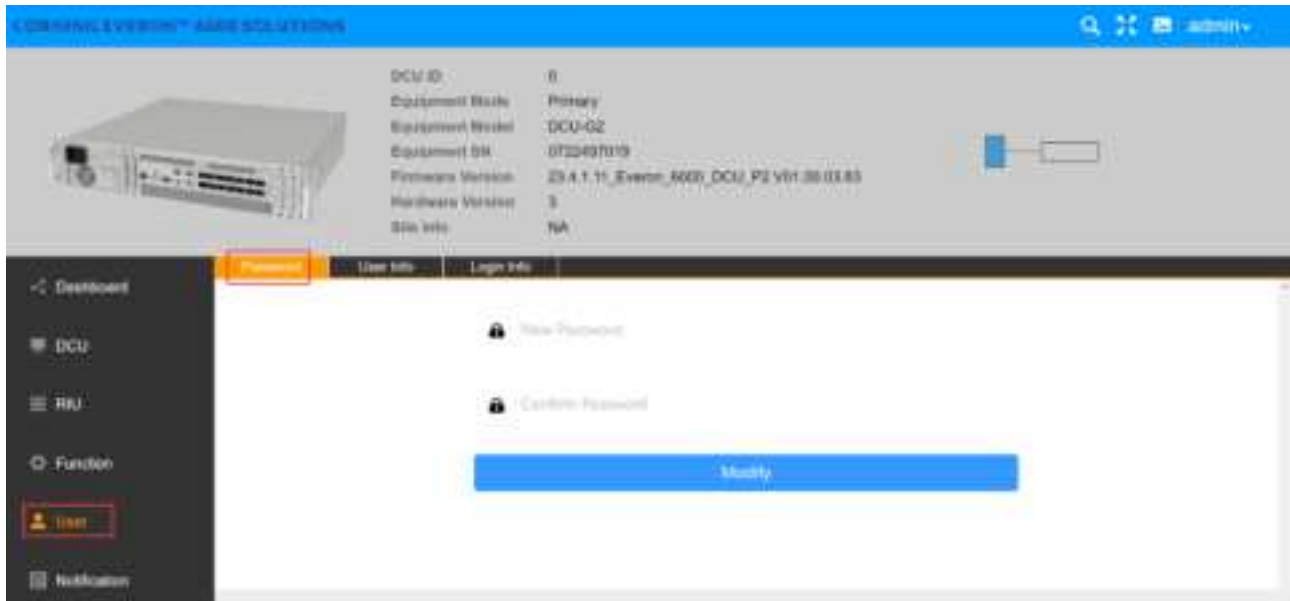 CORNING EVERON™ 6000 SOLUTIONS
admin
DCU ID 0
Equipment Mode Primary
Equipment Model DCU-G2
Equipment SN 0722497019
Firmware Version 23.4.1.11_Everon_6000_DCU_P2 V01.00.03.63
Hardware Version 3
Site Info NA
Password User Info Login Info
Dashboard
New Password
DCU
Confirm Password
RIU
Function
Modify
User
Notification